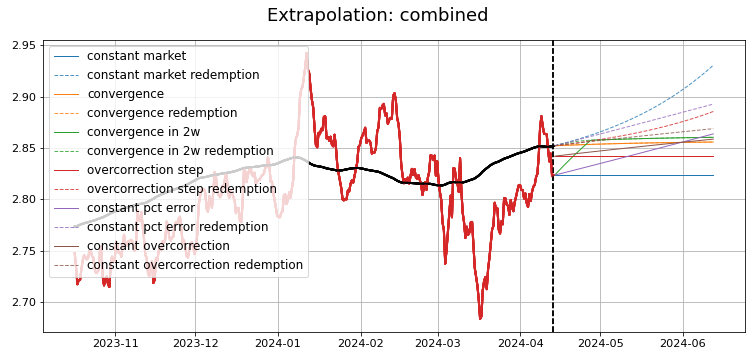 Extrapolation: combined
2.95
2.90
2.85
2.80
2.75
2.70
constant market
constant market redemption
convergence
convergence redemption
convergence in 2w
convergence in 2w redemption
overcorrection step
overcorrection step redemption
constant pct error
constant pct error redemption
constant overcorrection
constant overcorrection redemption
2023-11 2023-12 2024-01 2024-02 2024-03 2024-04 2024-05 2024-06